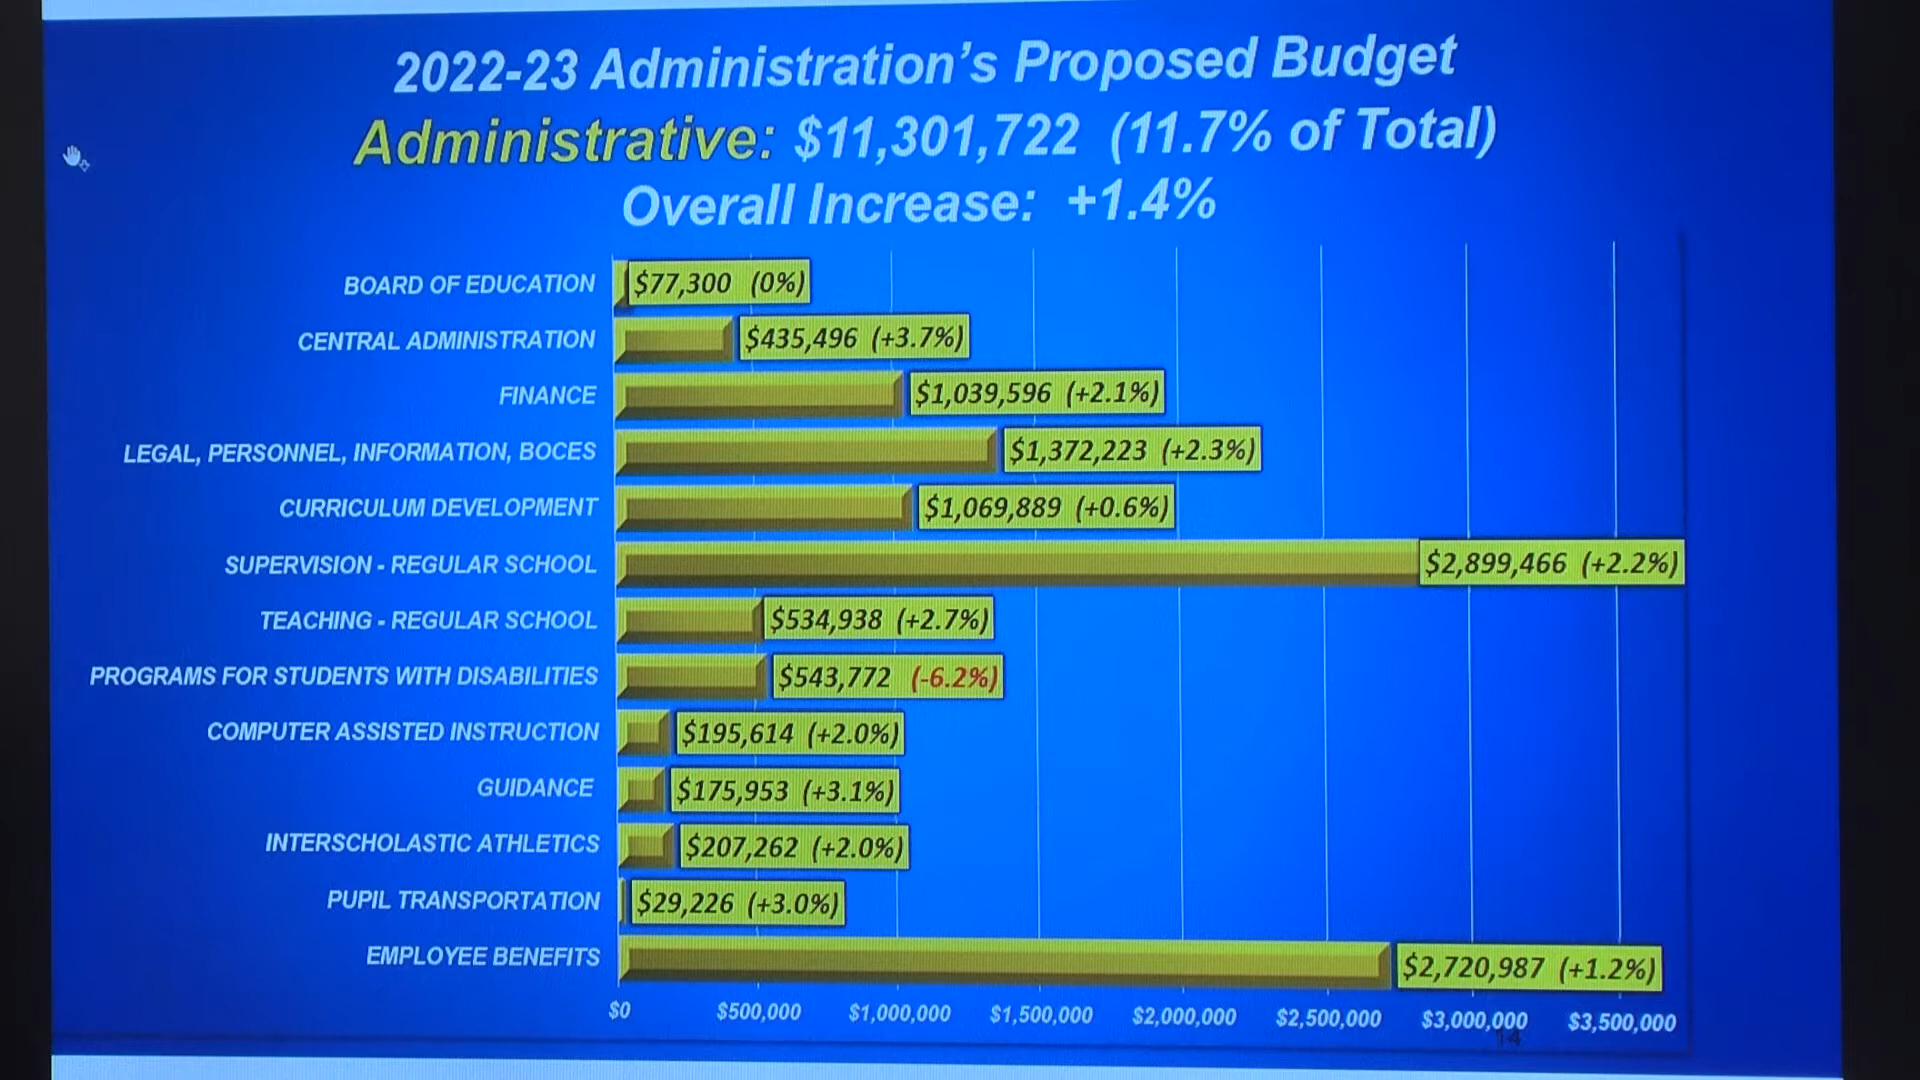 2022-23 Administration's Proposed Budget
Administrative: $11,301,722 (11.7% of Total)
Overall Increase: +1.4%
BOARD OF EDUCATION $77,300 (0%)
CENTRAL ADMINISTRATION $435,496 (+3.7%)
FINANCE $1,039,596 (+2.1%)
LEGAL, PERSONNEL, INFORMATION, BOCES $1,372,223 (+2.3%)
CURRICULUM DEVELOPMENT $1,069,889 (+0.6%)
SUPERVISION - REGULAR SCHOOL $2,899,466 (+2.2%)
TEACHING - REGULAR SCHOOL $534,938 (+2.7%)
PROGRAMS FOR STUDENTS WITH DISABILITIES $543,772 (-6.2%)
COMPUTER ASSISTED INSTRUCTION $195,614 (+2.0%)
GUIDANCE $175,953 (+3.1%)
INTERSCHOLASTIC ATHLETICS $207,262 (+2.0%)
PUPIL TRANSPORTATION $29,226 (+3.0%)
EMPLOYEE BENEFITS $2,720,987 (+1.2%)
$0 $500,000 $1,000,000 $1,500,000 $2,000,000 $2,500,000 $3,000,000 $3,500,000
14